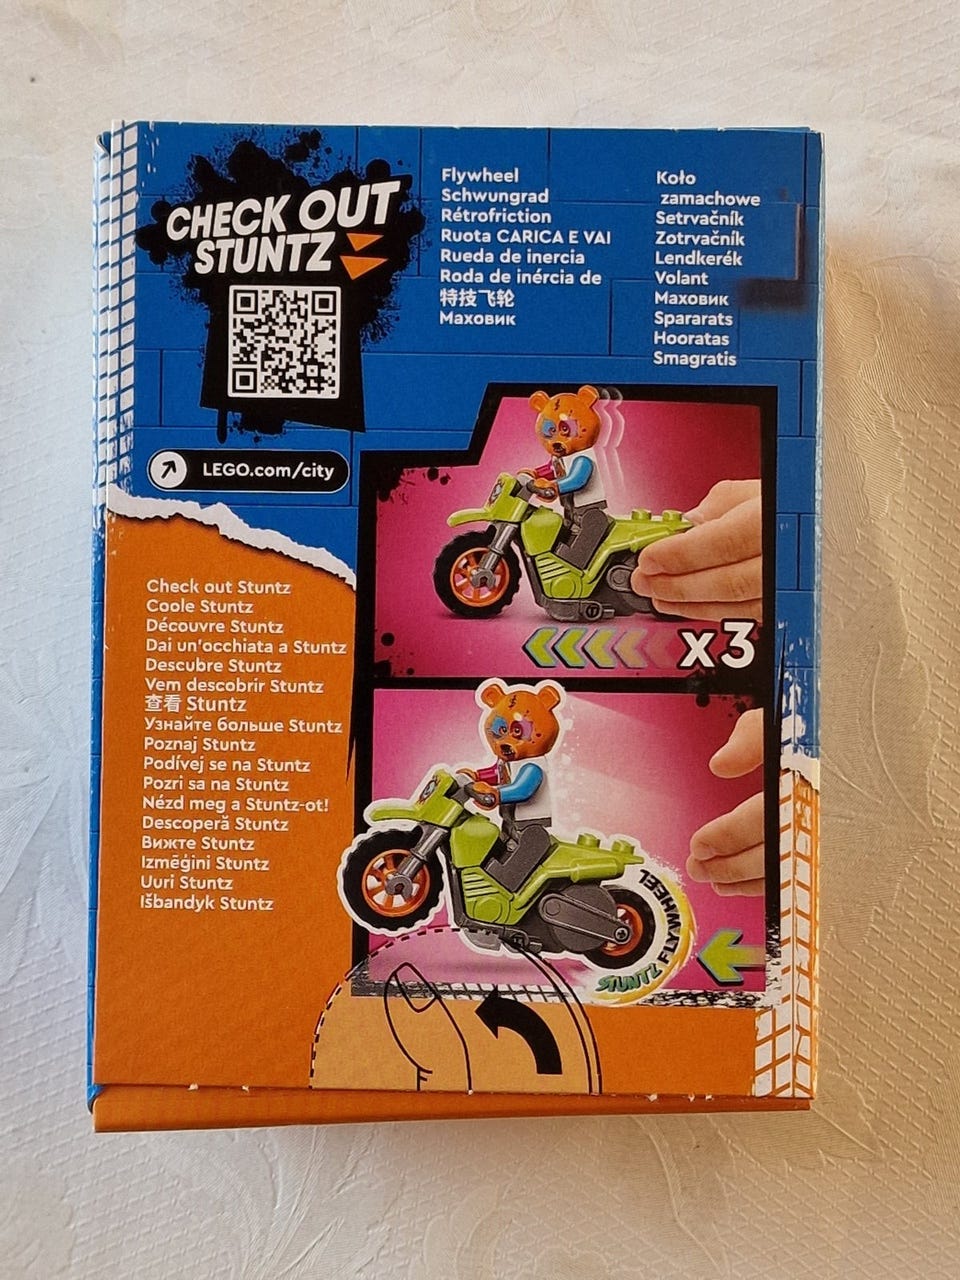 CHECK OUT
STUNTZ
LEGO.com/city
Flywheel
Schwungrad
Rétrofriction
Ruota CARICA E VAI
Rueda de inercia
Roda de inércia de
特技飞轮
Маховик
Koło
zamachowe
Setrvačník
Zotrvačník
Lendkerék
Volant
Маховик
Spararats
Hooratas
Smagratis
x3
Check out Stuntz
Coole Stuntz
Découvre Stuntz
Dai un'occhiata a Stuntz
Descubre Stuntz
Vem descobrir Stuntz
查看 Stuntz
Узнайте больше Stuntz
Poznaj Stuntz
Podívej se na Stuntz
Pozri sa na Stuntz
Nézd meg a Stuntz-ot!
Descoperă Stuntz
Вижте Stuntz
Izmēģini Stuntz
Uuri Stuntz
Išbandyk Stuntz
STUNTZ FLYWHEEL